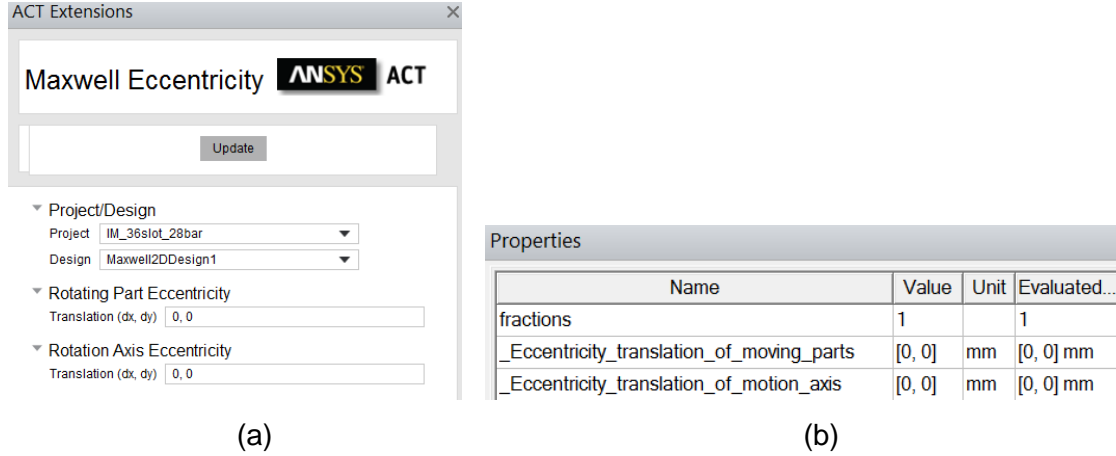 ACT Extensions ×
Maxwell Eccentricity ANSYS ACT
Update
Project/Design
Project IM_36slot_28bar
Design Maxwell2DDesign1
Rotating Part Eccentricity
Translation (dx, dy) 0, 0
Rotation Axis Eccentricity
Translation (dx, dy) 0, 0
(a)
Properties
Name Value Unit Evaluated...
fractions 1 1
_Eccentricity_translation_of_moving_parts [0, 0] mm [0, 0] mm
_Eccentricity_translation_of_motion_axis [0, 0] mm [0, 0] mm
(b)